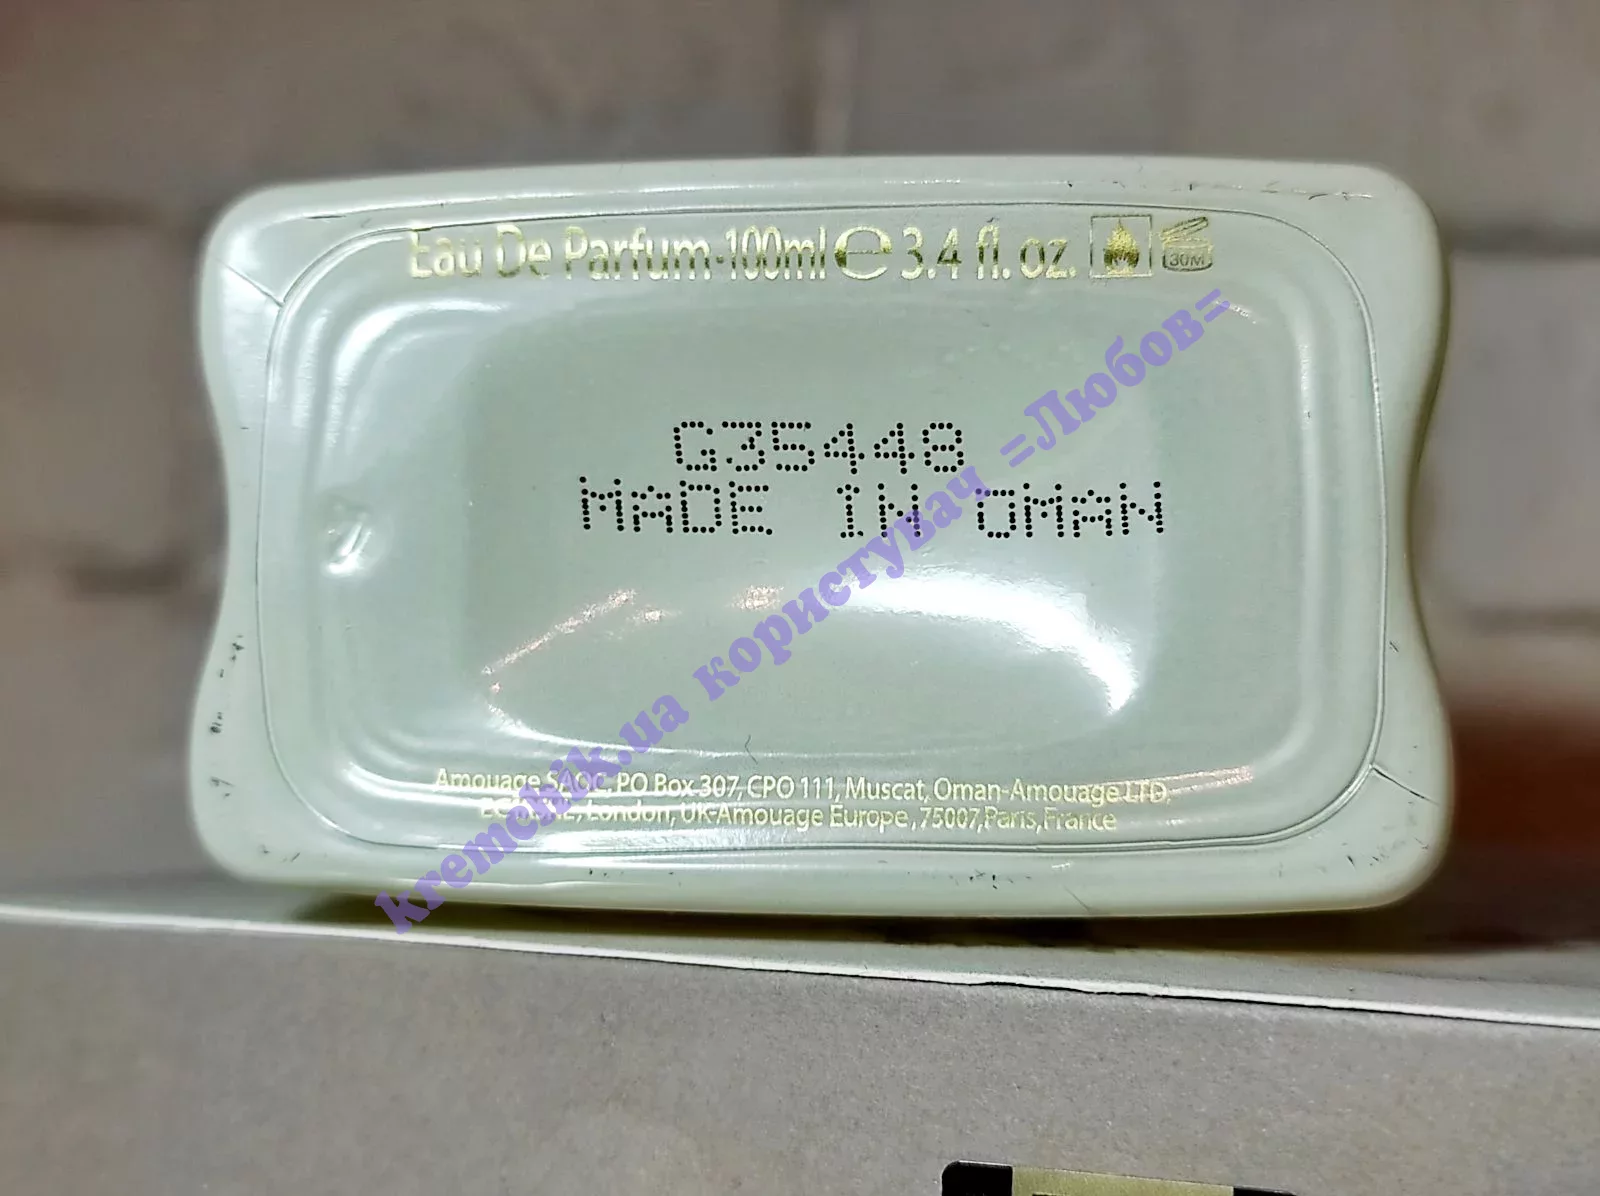 Eau De Parfum·100ml ℮ 3.4 fl. oz. 30M
G35448
MADE IN OMAN
Amouage SAOC, PO Box 307, CPO 111, Muscat, Oman-Amouage LTD,
London, UK-Amouage Europe, 75007, Paris, France
kremchik.ua користувач =Любов=